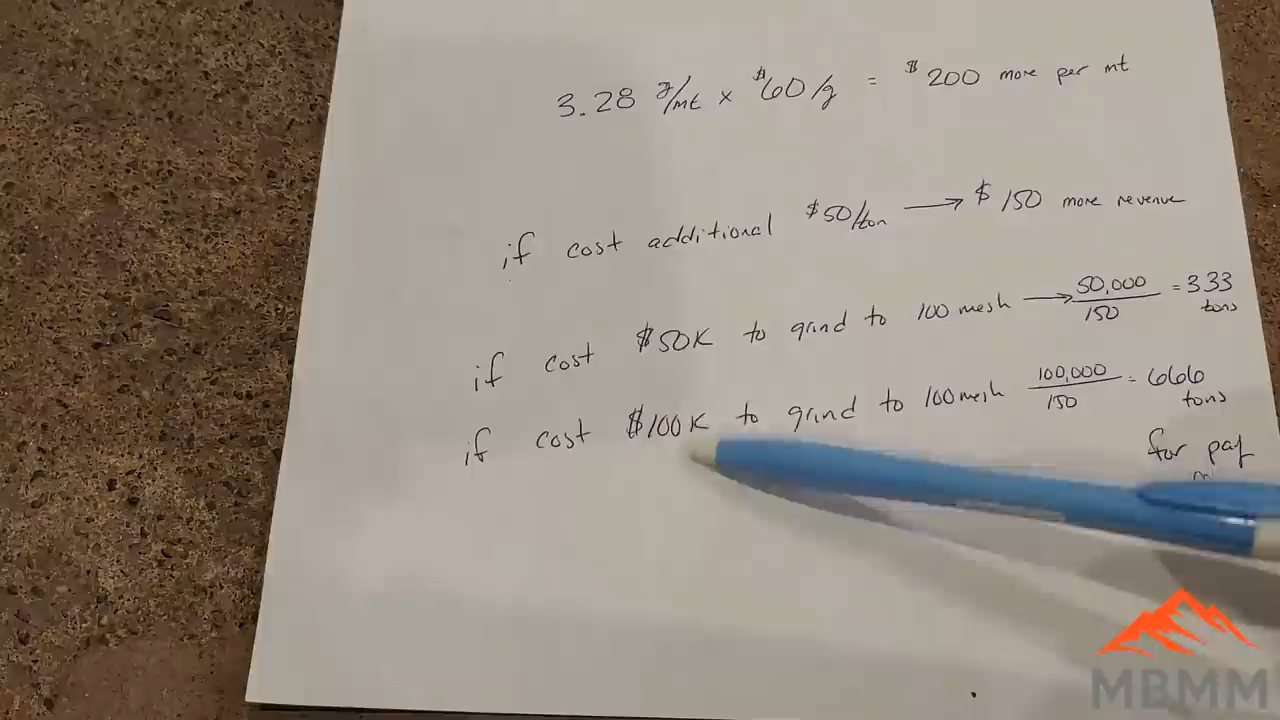 3.28 g/mt x $60/g = $200 more per mt
if cost additional $50/ton → $150 more revenue
if cost $50K to grind to 100 mesh → 50,000/150 = 333 tons
if cost $100K to grind to 100 mesh 100,000/150 = 666 tons
for pay
MBMM